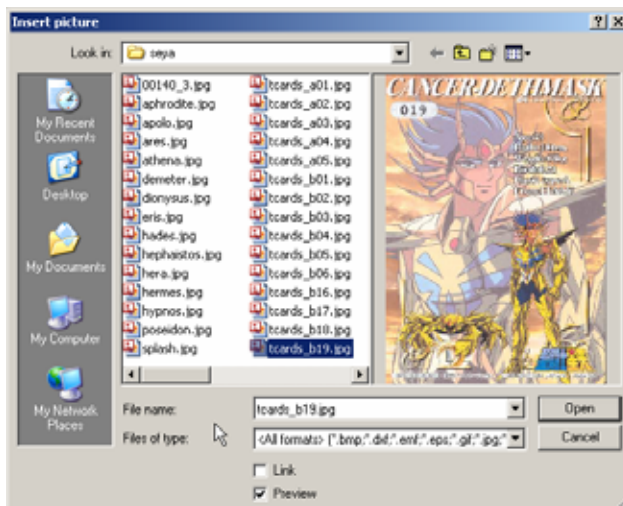 Insert picture
Look in:
seya
My Recent
Documents
Desktop
My Documents
My Computer
My Network
Places
00140_3.jpg
aphrodite.jpg
apolo.jpg
ares.jpg
athena.jpg
demeter.jpg
dionysus.jpg
eris.jpg
hades.jpg
hephaistos.jpg
hera.jpg
hermes.jpg
hypnos.jpg
poseidon.jpg
splash.jpg
tcards_a01.jpg
tcards_a02.jpg
tcards_a03.jpg
tcards_a04.jpg
tcards_a05.jpg
tcards_b01.jpg
tcards_b02.jpg
tcards_b03.jpg
tcards_b04.jpg
tcards_b05.jpg
tcards_b06.jpg
tcards_b16.jpg
tcards_b17.jpg
tcards_b18.jpg
tcards_b19.jpg
CANCER·DETHMASK
019
File name:
tcards_b19.jpg
Open
Files of type:
<All formats> (*.bmp;*.dxf;*.emf;*.eps;*.gif;*.jpg;*
Cancel
Link
Preview